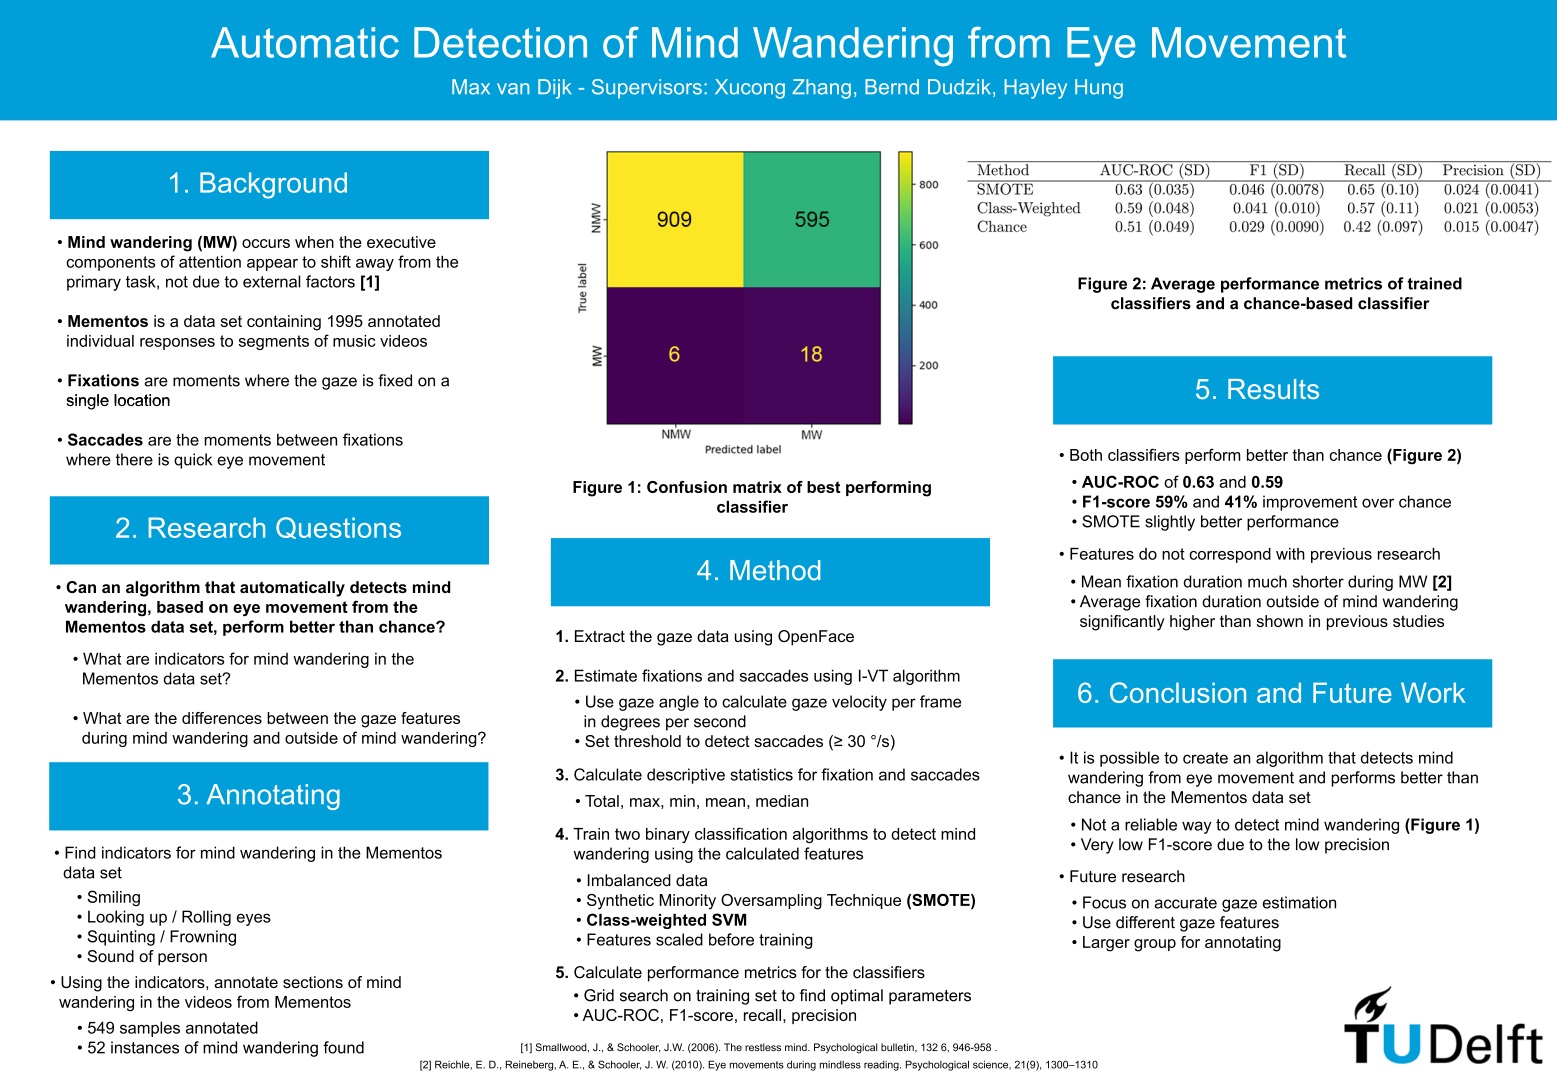 Automatic Detection of Mind Wandering from Eye Movement
Max van Dijk - Supervisors: Xucong Zhang, Bernd Dudzik, Hayley Hung
1. Background
• Mind wandering (MW) occurs when the executive
components of attention appear to shift away from the
primary task, not due to external factors [1]
• Mementos is a data set containing 1995 annotated
individual responses to segments of music videos
• Fixations are moments where the gaze is fixed on a
single location
• Saccades are the moments between fixations
where there is quick eye movement
2. Research Questions
• Can an algorithm that automatically detects mind
wandering, based on eye movement from the
Mementos data set, perform better than chance?
• What are indicators for mind wandering in the
Mementos data set?
• What are the differences between the gaze features
during mind wandering and outside of mind wandering?
3. Annotating
• Find indicators for mind wandering in the Mementos
data set
• Smiling
• Looking up / Rolling eyes
• Squinting / Frowning
• Sound of person
• Using the indicators, annotate sections of mind
wandering in the videos from Mementos
• 549 samples annotated
• 52 instances of mind wandering found
True label
NMW
MW
909
595
6
18
NMW
MW
Predicted label
800
600
400
200
Figure 1: Confusion matrix of best performing
classifier
4. Method
1. Extract the gaze data using OpenFace
2. Estimate fixations and saccades using I-VT algorithm
• Use gaze angle to calculate gaze velocity per frame
in degrees per second
• Set threshold to detect saccades (≥ 30 °/s)
3. Calculate descriptive statistics for fixation and saccades
• Total, max, min, mean, median
4. Train two binary classification algorithms to detect mind
wandering using the calculated features
• Imbalanced data
• Synthetic Minority Oversampling Technique (SMOTE)
• Class-weighted SVM
• Features scaled before training
5. Calculate performance metrics for the classifiers
• Grid search on training set to find optimal parameters
• AUC-ROC, F1-score, recall, precision
Method AUC-ROC (SD) F1 (SD) Recall (SD) Precision (SD)
SMOTE 0.63 (0.035) 0.046 (0.0078) 0.65 (0.10) 0.024 (0.0041)
Class-Weighted 0.59 (0.048) 0.041 (0.010) 0.57 (0.11) 0.021 (0.0053)
Chance 0.51 (0.049) 0.029 (0.0090) 0.42 (0.097) 0.015 (0.0047)
Figure 2: Average performance metrics of trained
classifiers and a chance-based classifier
5. Results
• Both classifiers perform better than chance (Figure 2)
• AUC-ROC of 0.63 and 0.59
• F1-score 59% and 41% improvement over chance
• SMOTE slightly better performance
• Features do not correspond with previous research
• Mean fixation duration much shorter during MW [2]
• Average fixation duration outside of mind wandering
significantly higher than shown in previous studies
6. Conclusion and Future Work
• It is possible to create an algorithm that detects mind
wandering from eye movement and performs better than
chance in the Mementos data set
• Not a reliable way to detect mind wandering (Figure 1)
• Very low F1-score due to the low precision
• Future research
• Focus on accurate gaze estimation
• Use different gaze features
• Larger group for annotating
[1] Smallwood, J., & Schooler, J.W. (2006). The restless mind. Psychological bulletin, 132 6, 946-958 .
[2] Reichle, E. D., Reineberg, A. E., & Schooler, J. W. (2010). Eye movements during mindless reading. Psychological science, 21(9), 1300–1310
TUDelft